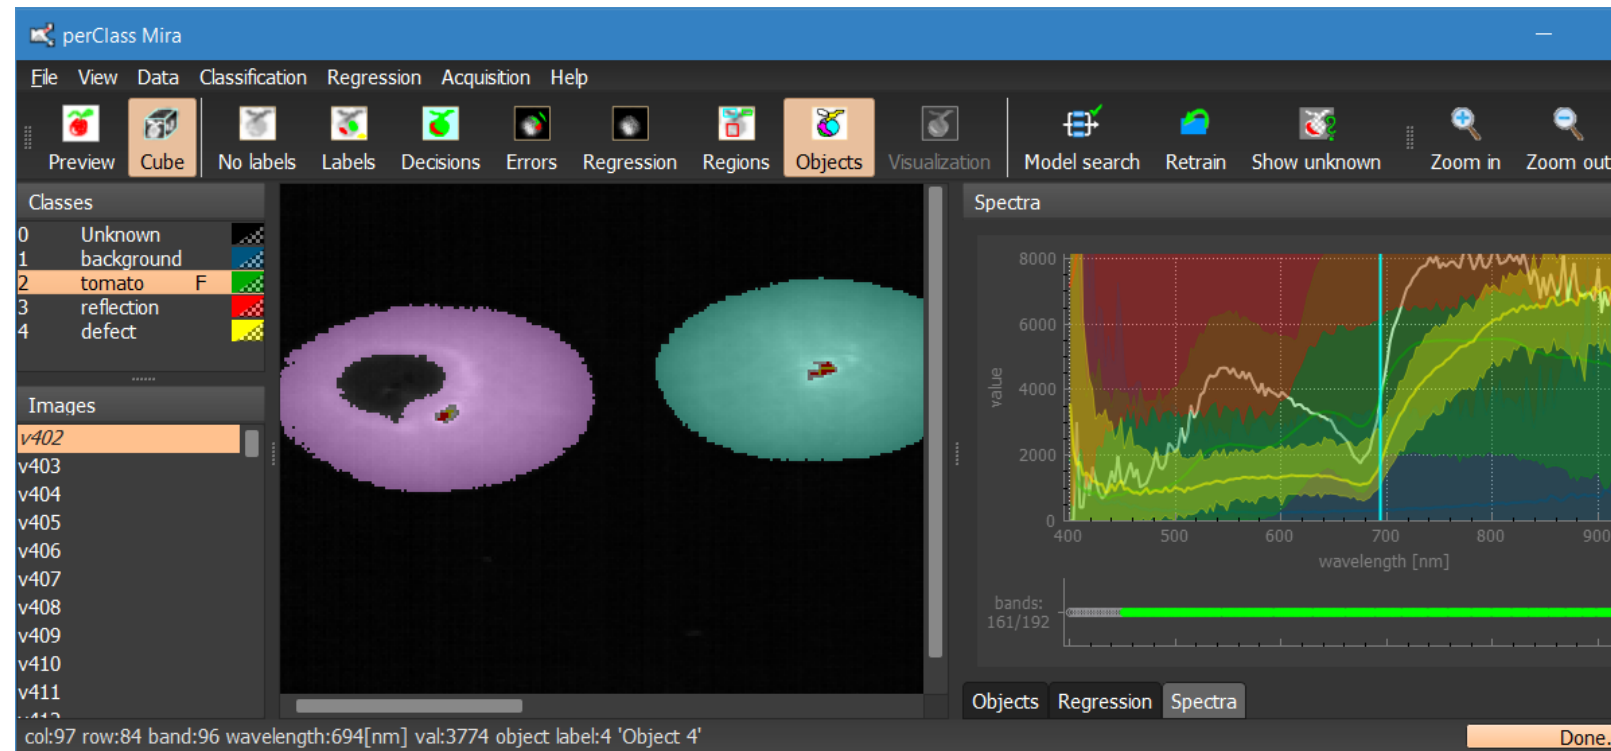 perClass Mira
File View Data Classification Regression Acquisition Help
Preview Cube No labels Labels Decisions Errors Regression Regions Objects Visualization Model search Retrain Show unknown Zoom in Zoom out
Classes
0 Unknown
1 background
2 tomato F
3 reflection
4 defect
Images
v402
v403
v404
v405
v406
v407
v408
v409
v410
v411
Spectra
8000
6000
4000
2000
0
value
400 500 600 700 800 900
wavelength [nm]
bands:
161/192
Objects Regression Spectra
col:97 row:84 band:96 wavelength:694[nm] val:3774 object label:4 'Object 4'
Done.